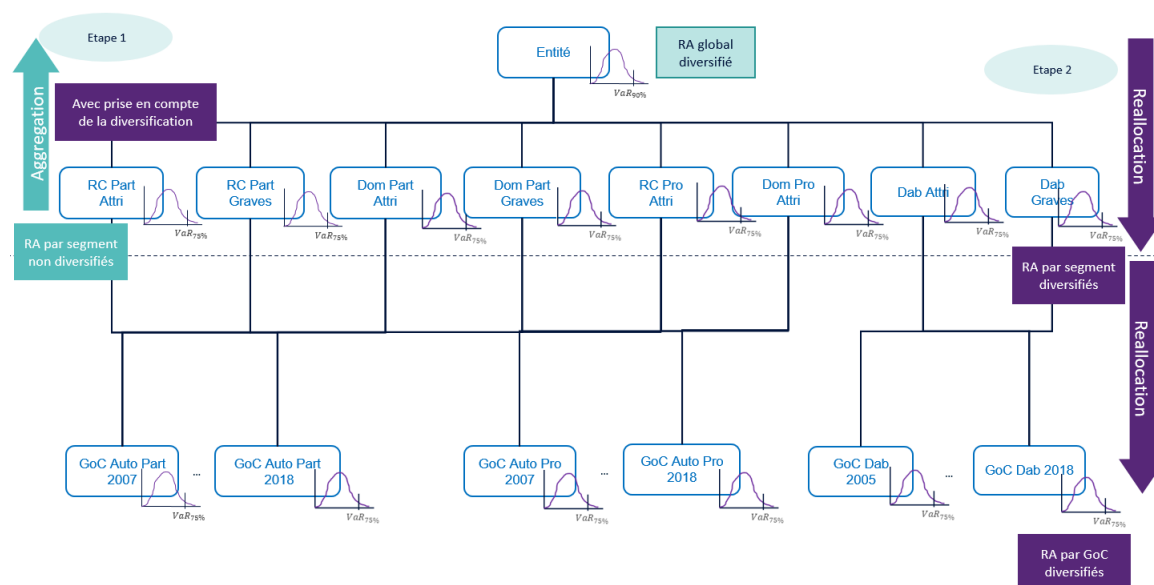 Etape 1
Entité
RA global
diversifié
VaR90%
Etape 2
Aggregation
Avec prise en compte
de la diversification
Reallocation
RC Part
Attri
VaR75%
RC Part
Graves
VaR75%
Dom Part
Attri
VaR75%
Dom Part
Graves
VaR75%
RC Pro
Attri
VaR75%
Dom Pro
Attri
VaR75%
Dab Attri
VaR75%
Dab
Graves
VaR75%
RA par segment
non diversifiés
RA par segment
diversifiés
Reallocation
GoC Auto Part
2007
VaR75%
...
GoC Auto Part
2018
VaR75%
GoC Auto Pro
2007
VaR75%
...
GoC Auto Pro
2018
VaR75%
GoC Dab
2005
VaR75%
...
GoC Dab 2018
VaR75%
RA par GoC
diversifiés